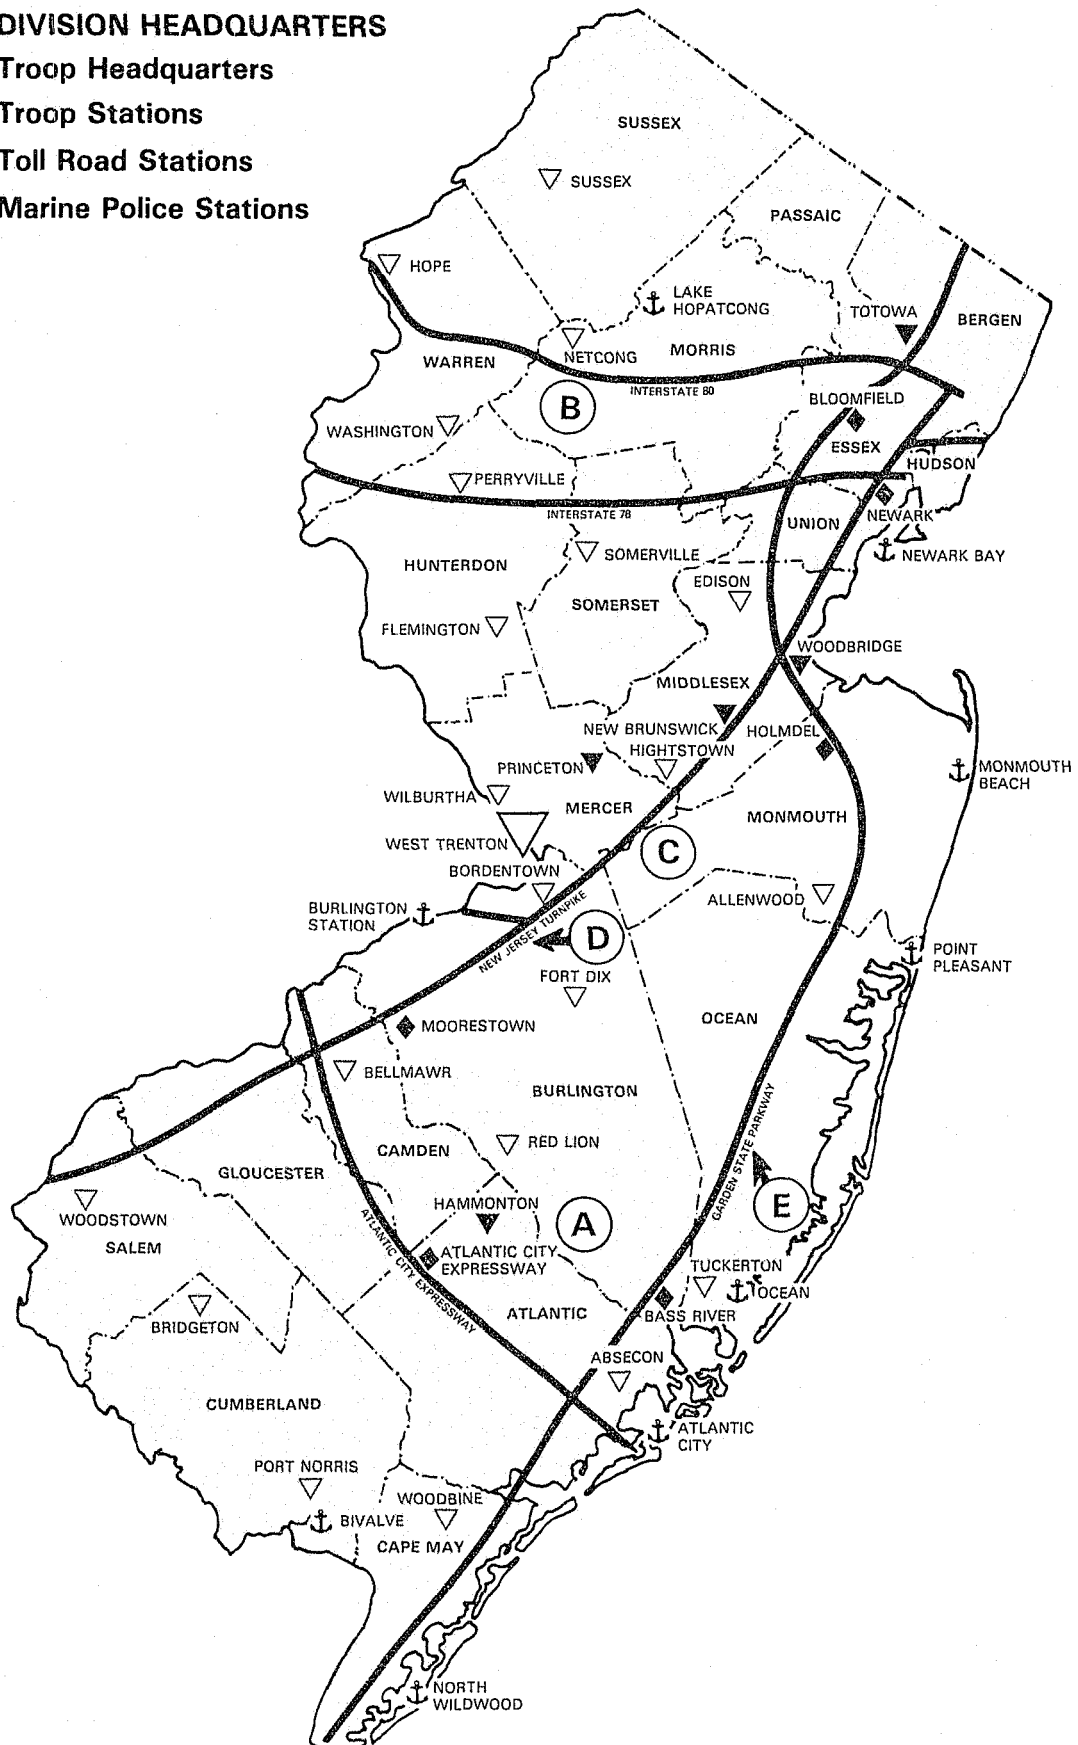 DIVISION HEADQUARTERS
Troop Headquarters
Troop Stations
Toll Road Stations
Marine Police Stations
SUSSEX
SUSSEX
PASSAIC
HOPE
LAKE
HOPATCONG
TOTOWA
BERGEN
WARREN
NETCONG
MORRIS
INTERSTATE 80
B
BLOOMFIELD
WASHINGTON
ESSEX
HUDSON
PERRYVILLE
INTERSTATE 78
UNION
NEWARK
HUNTERDON
SOMERVILLE
NEWARK BAY
EDISON
SOMERSET
FLEMINGTON
WOODBRIDGE
MIDDLESEX
NEW BRUNSWICK
HOLMDEL
HIGHTSTOWN
PRINCETON
MONMOUTH
BEACH
WILBURTHA
MERCER
MONMOUTH
WEST TRENTON
C
BORDENTOWN
ALLENWOOD
BURLINGTON
STATION
NEW JERSEY TURNPIKE
D
POINT
PLEASANT
FORT DIX
OCEAN
MOORESTOWN
BELLMAWR
BURLINGTON
RED LION
CAMDEN
GARDEN STATE PARKWAY
GLOUCESTER
HAMMONTON
A
E
WOODSTOWN
SALEM
ATLANTIC CITY EXPRESSWAY
ATLANTIC CITY
EXPRESSWAY
TUCKERTON
OCEAN
BRIDGETON
ATLANTIC
BASS RIVER
ABSECON
CUMBERLAND
ATLANTIC
CITY
PORT NORRIS
WOODBINE
BIVALVE
CAPE MAY
NORTH
WILDWOOD